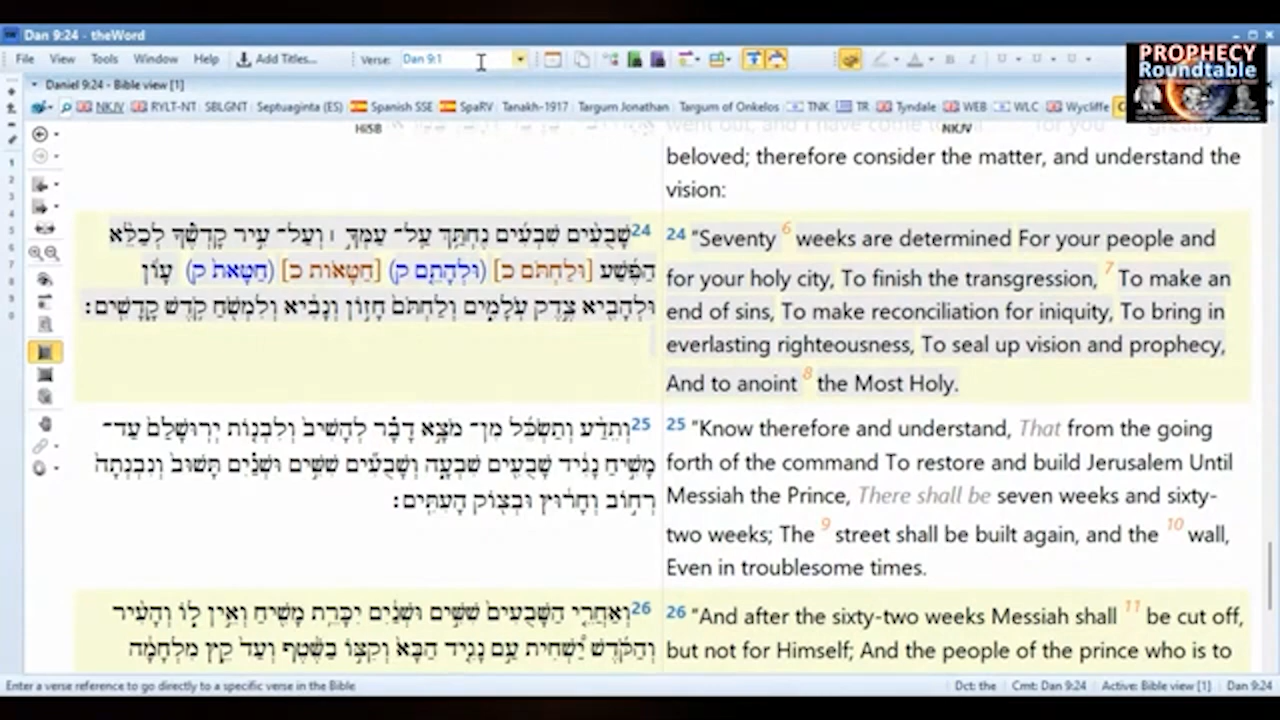 Dan 9:24 - theWord
File View Tools Window Help Add Titles... Verse: Dan 9:1
PROPHECY
Roundtable
Daniel 9:24 - Bible view [1]
NKJV RYLT-NT SBLGNT Septuaginta (ES) Spanish SSE SpaRV Tanakh-1917 Targum Jonathan Targum of Onkelos TNK TR Tyndale WEB WLC Wycliffe
HiSB
24 שָׁבֻעִ֨ים שִׁבְעִ֜ים נֶחְתַּ֥ךְ עַֽל־ עַמְּךָ֣ ׀ וְעַל־ עִ֣יר קָדְשֶׁ֗ךָ לְכַלֵּ֨א
הַפֶּ֜שַׁע [וּלַחְתֹּם כ] (וּלְהָתֵ֤ם ק) [חַטָּאֹות כ] (חַטָּאת֙ ק) עָוֹ֔ן
וּלְהָבִ֖יא צֶ֣דֶק עֹֽלָמִ֑ים וְלַחְתֹּם֙ חָזֹ֣ון וְנָבִ֔יא וְלִמְשֹׁ֖חַ קֹ֥דֶשׁ קָֽדָשִֽׁים׃
25 וְתֵדַ֨ע וְתַשְׂכֵּ֜ל מִן־ מֹצָ֣א דָבָ֗ר לְהָשִׁיב֙ וְלִבְנ֤וֹת יְרֽוּשָׁלִַ֙ם֙ עַד־
מָשִׁ֣יחַ נָגִ֔יד שָׁבֻעִ֖ים שִׁבְעָ֑ה וְשָׁבֻעִ֞ים שִׁשִּׁ֣ים וּשְׁנַ֗יִם תָּשׁוּב֙ וְנִבְנְתָה֙
רְחֹ֣וב וְחָר֔וּץ וּבְצֹ֖וק הָעִתִּֽים׃
26 וְאַחֲרֵ֤י הַשָּׁבֻעִים֙ שִׁשִּׁ֣ים וּשְׁנַ֔יִם יִכָּרֵ֥ת מָשִׁ֖יחַ וְאֵ֣ין לֹ֑ו וְהָעִ֨יר
וְהַקֹּ֜דֶשׁ יַ֠שְׁחִית עַ֣ם נָגִ֤יד הַבָּא֙ וְקִצֹּ֣ו בַשֶּׁ֔טֶף וְעַד֙ קֵ֣ץ מִלְחָמָ֔ה
NKJV
beloved; therefore consider the matter, and understand the
vision:
24 "Seventy 6 weeks are determined For your people and
for your holy city, To finish the transgression, 7 To make an
end of sins, To make reconciliation for iniquity, To bring in
everlasting righteousness, To seal up vision and prophecy,
And to anoint 8 the Most Holy.
25 "Know therefore and understand, That from the going
forth of the command To restore and build Jerusalem Until
Messiah the Prince, There shall be seven weeks and sixty-
two weeks; The 9 street shall be built again, and the 10 wall,
Even in troublesome times.
26 "And after the sixty-two weeks Messiah shall 11 be cut off,
but not for Himself; And the people of the prince who is to
Enter a verse reference to go directly to a specific verse in the Bible
Dct: the Cmt: Dan 9:24 Active: Bible view [1] Dan 9:24